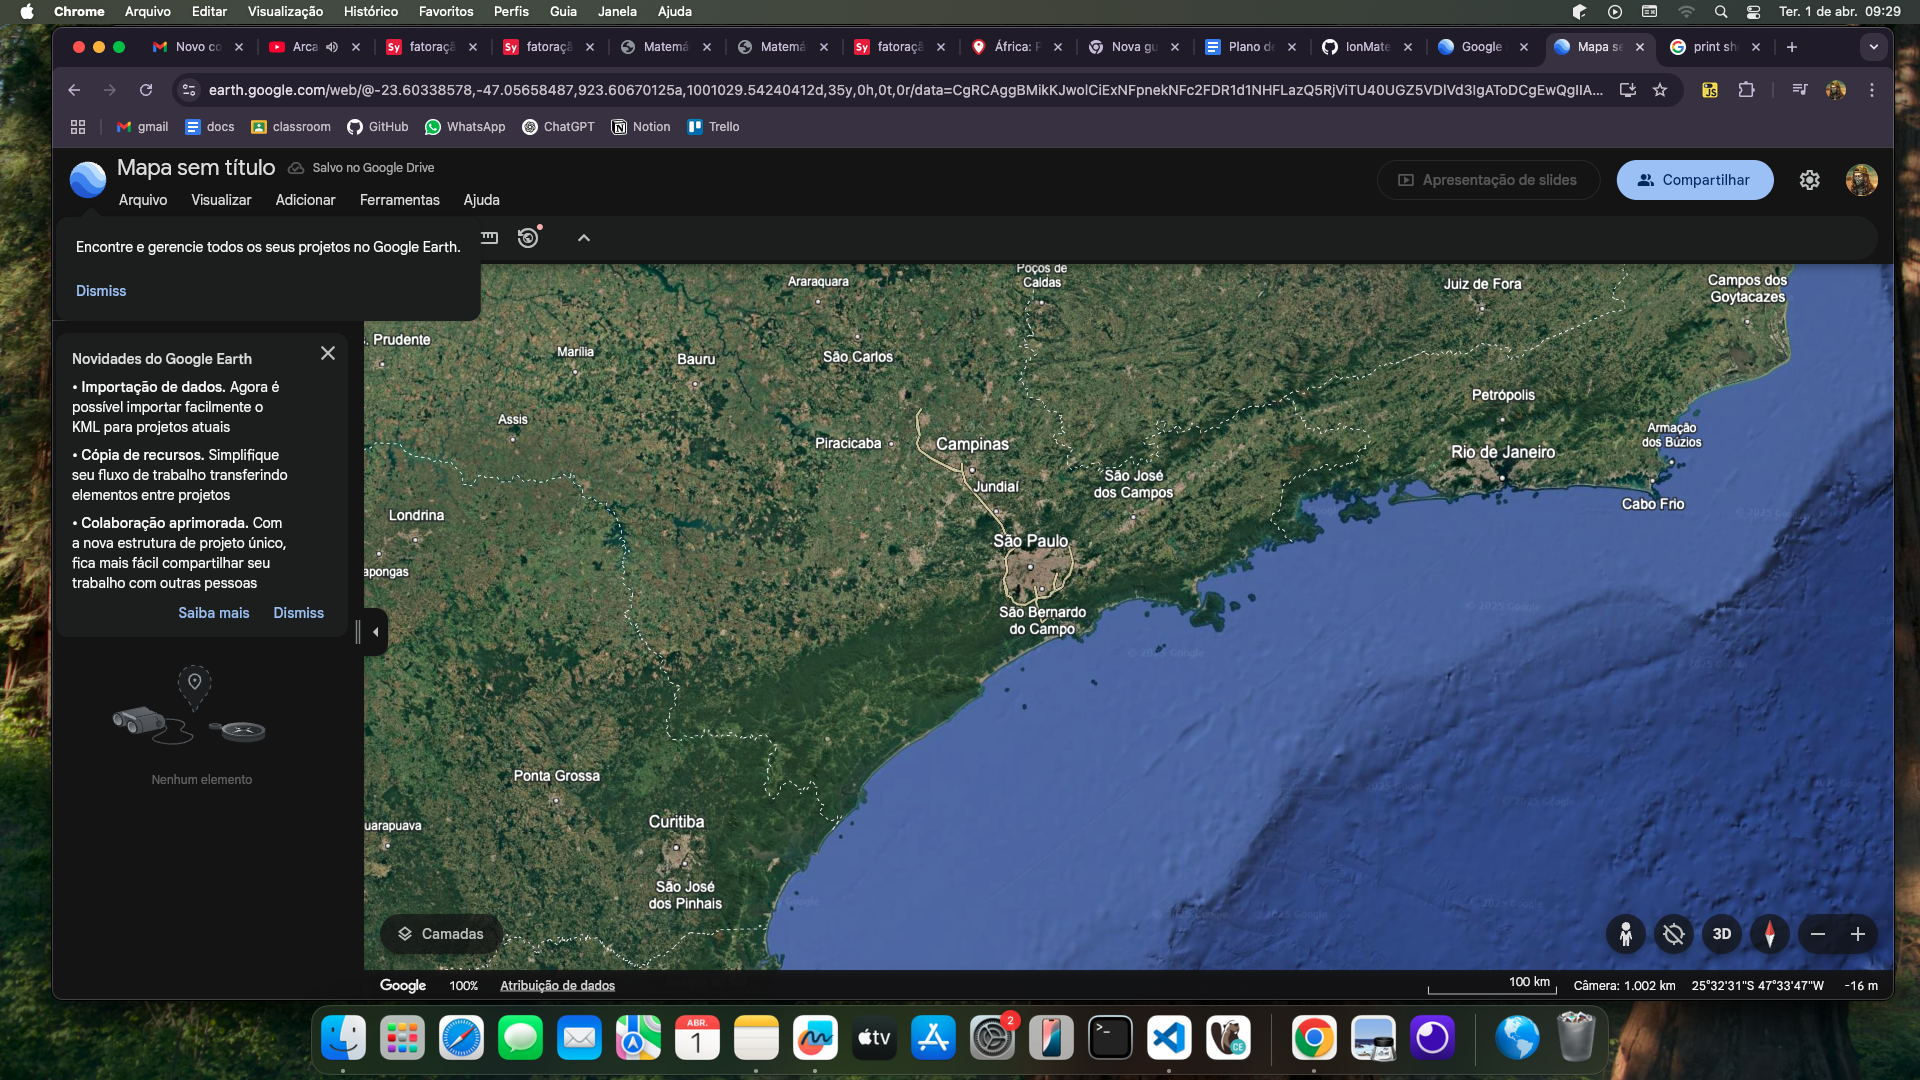 Chrome Arquivo Editar Visualização Histórico Favoritos Perfis Guia Janela Ajuda Ter. 1 de abr. 09:29
Novo co Arca fatoraçã fatoraçã Matemá Matemá fatoraçã África: F Nova gu Plano de IonMate Google Mapa se print sh
earth.google.com/web/@-23.60338578,-47.05658487,923.60670125a,1001029.54240412d,35y,0h,0t,0r/data=CgRCAggBMikKJwolCiExNFpnekNFc2FDR1d1NHFLazQ5RjViTU40UGZ5VDlVd3IgAToDCgEwQgIIA...
gmail docs classroom GitHub WhatsApp ChatGPT Notion Trello
Mapa sem título Salvo no Google Drive
Apresentação de slides Compartilhar
Arquivo Visualizar Adicionar Ferramentas Ajuda
Encontre e gerencie todos os seus projetos no Google Earth.
Dismiss
Novidades do Google Earth
• Importação de dados. Agora é
possível importar facilmente o
KML para projetos atuais
• Cópia de recursos. Simplifique
seu fluxo de trabalho transferindo
elementos entre projetos
• Colaboração aprimorada. Com
a nova estrutura de projeto único,
fica mais fácil compartilhar seu
trabalho com outras pessoas
Saiba mais Dismiss
Nenhum elemento
Araraquara
Poços de
Caldas
Juiz de Fora
Campos dos
Goytacazes
. Prudente
Marília
Bauru
São Carlos
Petrópolis
Assis
Piracicaba
Campinas
Armação
dos Búzios
Rio de Janeiro
São José
dos Campos
Jundiaí
Cabo Frio
Londrina
São Paulo
apongas
São Bernardo
do Campo
© 2025 Google
© 2025 Google
Ponta Grossa
Curitiba
uarapuava
São José
dos Pinhais
Camadas
3D
Google 100% Atribuição de dados 100 km Câmera: 1.002 km 25°32'31"S 47°33'47"W -16 m
ABR.
1
tv
2
CE